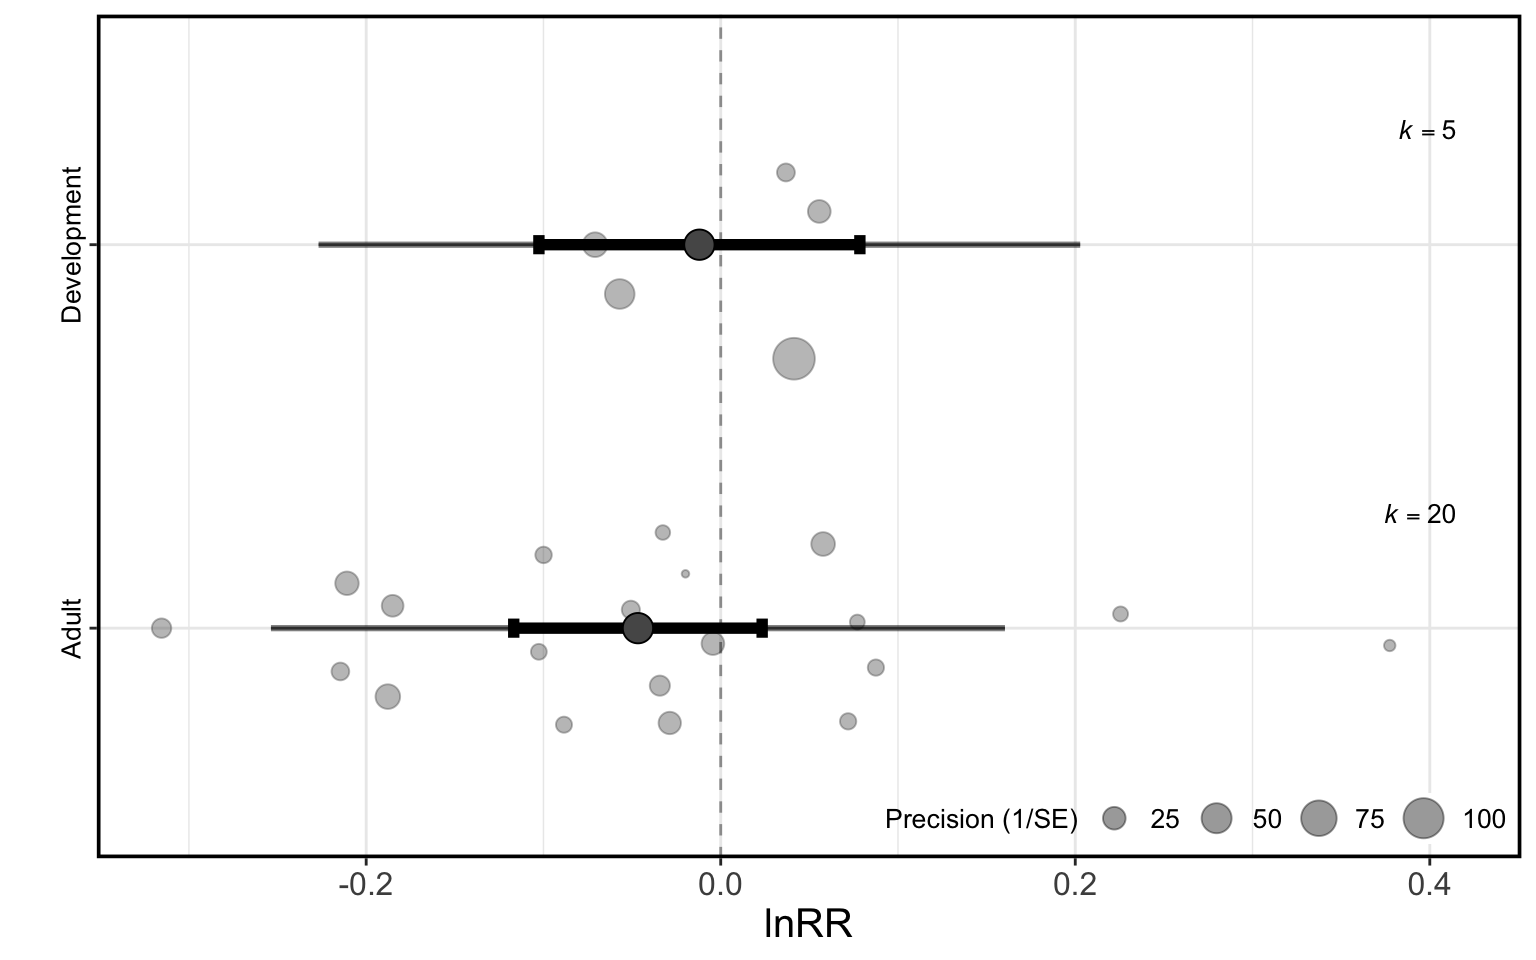 k = 5
Development
k = 20
Adult
Precision (1/SE) 25 50 75 100
-0.2 0.0 0.2 0.4
lnRR